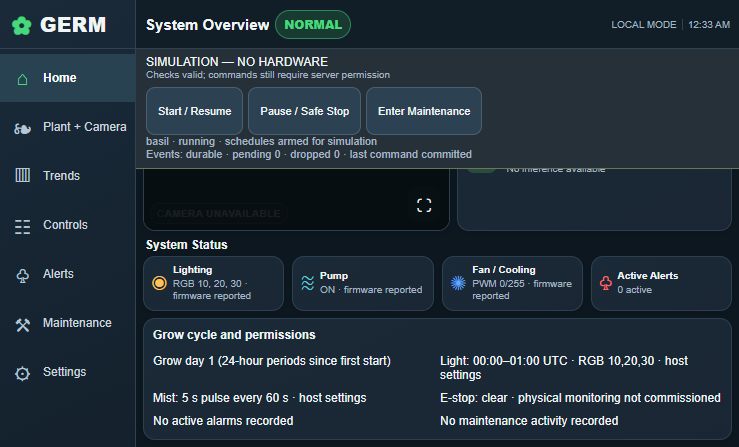 GERM
System Overview NORMAL
LOCAL MODE 12:33 AM
SIMULATION — NO HARDWARE
Checks valid; commands still require server permission
Start / Resume
Pause / Safe Stop
Enter Maintenance
basil · running · schedules armed for simulation
Events: durable · pending 0 · dropped 0 · last command committed
Home
Plant + Camera
Trends
Controls
Alerts
Maintenance
Settings
No inference available
CAMERA UNAVAILABLE
System Status
Lighting
RGB 10, 20, 30 ·
firmware reported
Pump
ON · firmware reported
Fan / Cooling
PWM 0/255 · firmware
reported
Active Alerts
0 active
Grow cycle and permissions
Grow day 1 (24-hour periods since first start)
Light: 00:00–01:00 UTC · RGB 10,20,30 · host
settings
Mist: 5 s pulse every 60 s · host settings
E-stop: clear · physical monitoring not commissioned
No active alarms recorded
No maintenance activity recorded